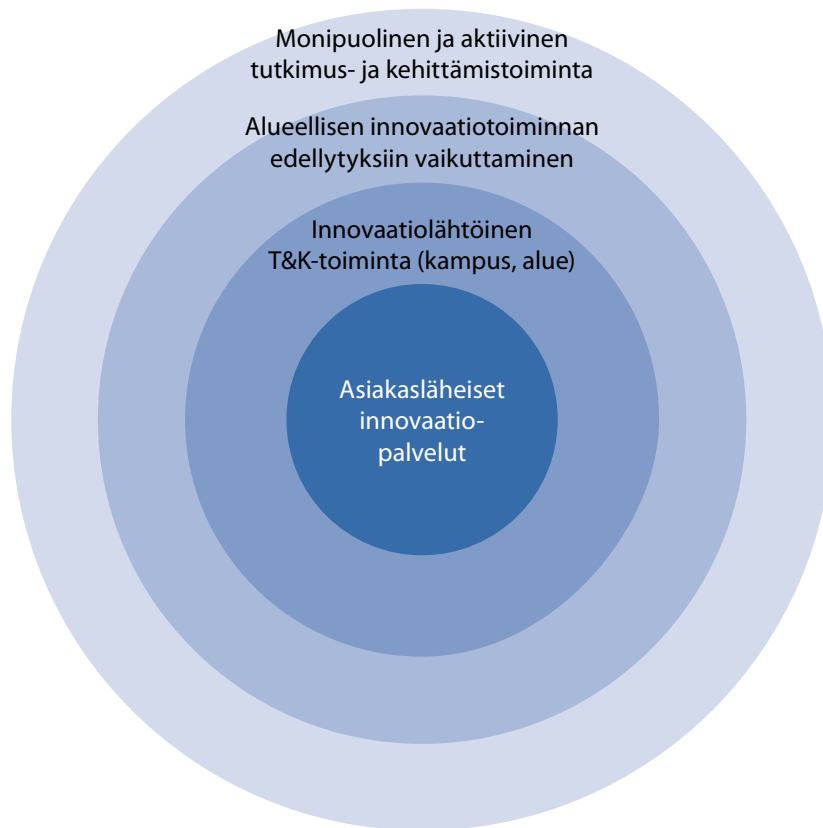 Monipuolinen ja aktiivinen
tutkimus- ja kehittämistoiminta
Alueellisen innovaatiotoiminnan
edellytyksiin vaikuttaminen
Innovaatiolähtöinen
T&K-toiminta (kampus, alue)
Asiakasläheiset
innovaatio-
palvelut